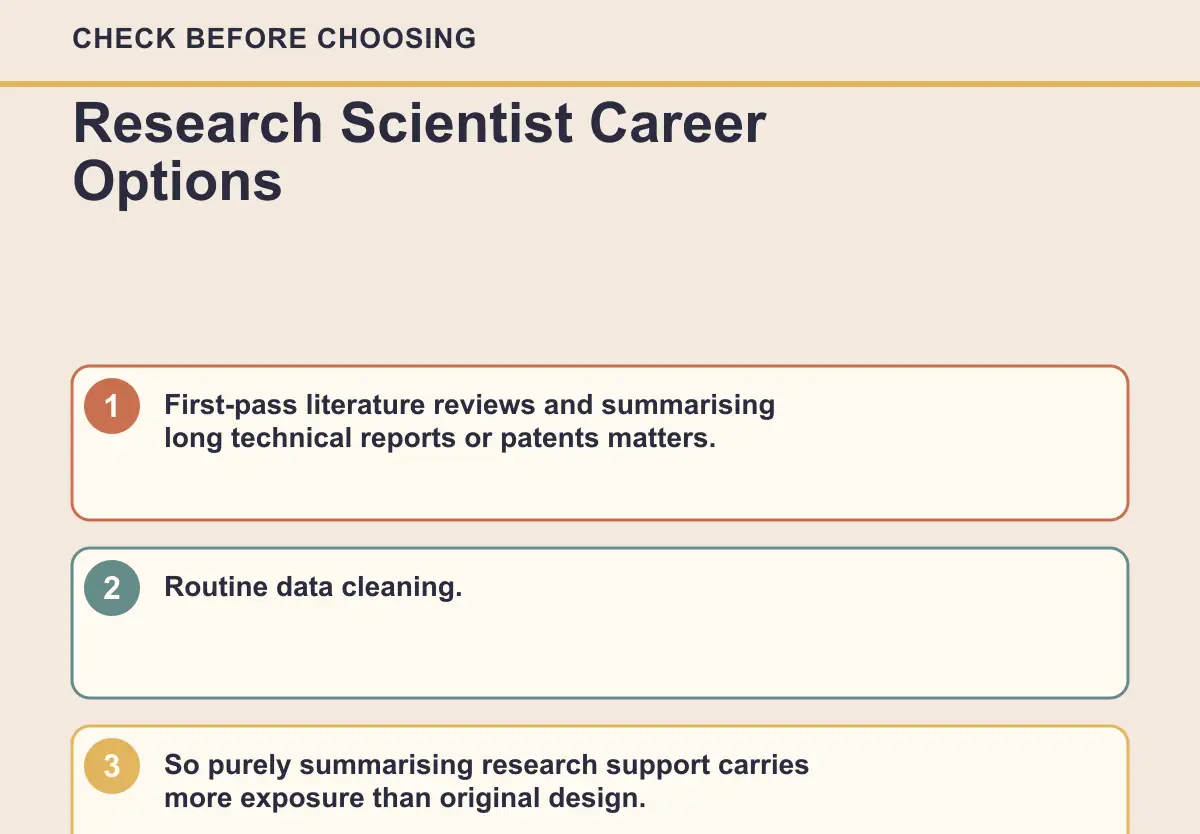 CHECK BEFORE CHOOSING
Research Scientist Career
Options
1
First-pass literature reviews and summarising
long technical reports or patents matters.
2
Routine data cleaning.
3
So purely summarising research support carries
more exposure than original design.